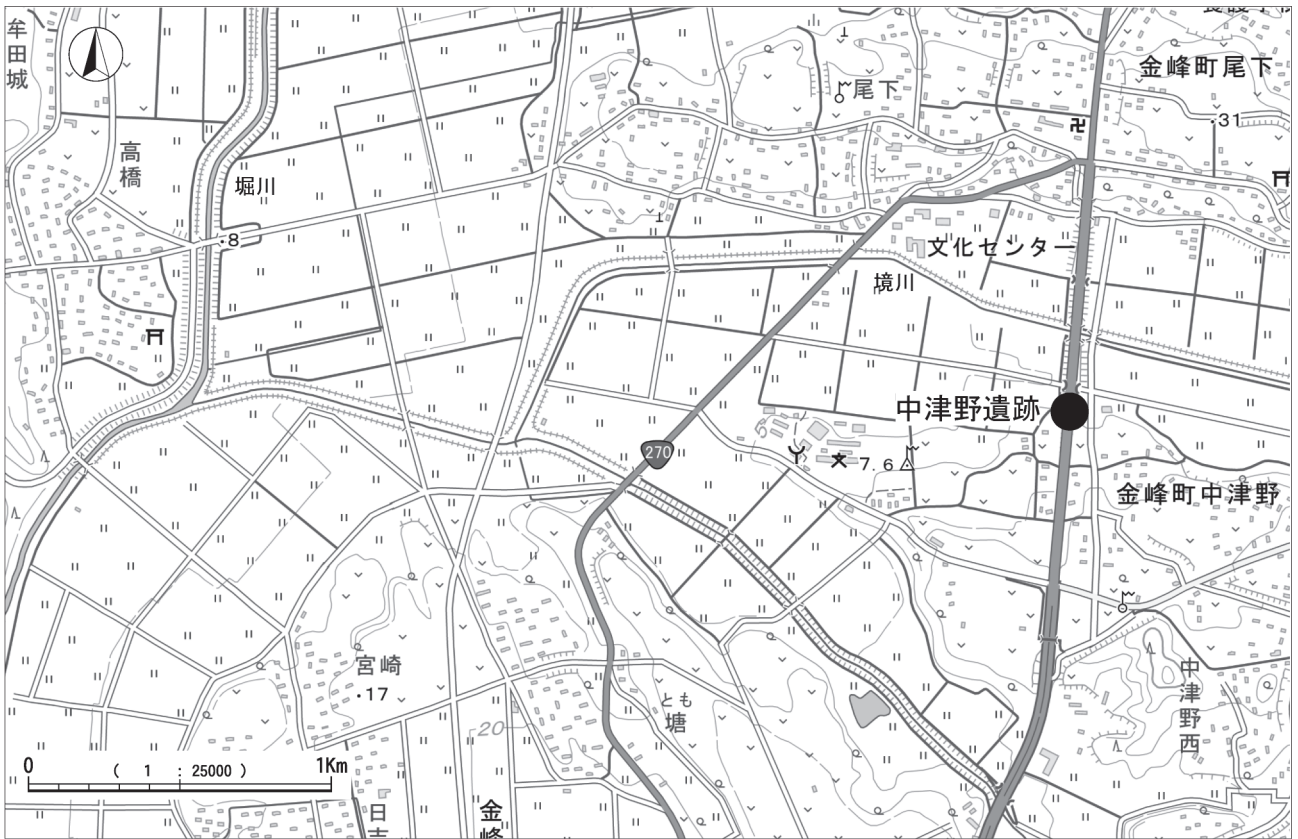 牟田城
金峰町尾下
尾下
31
高橋
堀川
8
文化センター
境川
中津野遺跡
270
7.6
金峰町中津野
宮崎
17
とも
塘
中津野西
20
0 ( 1 : 25000 ) 1Km
日吉
金峰